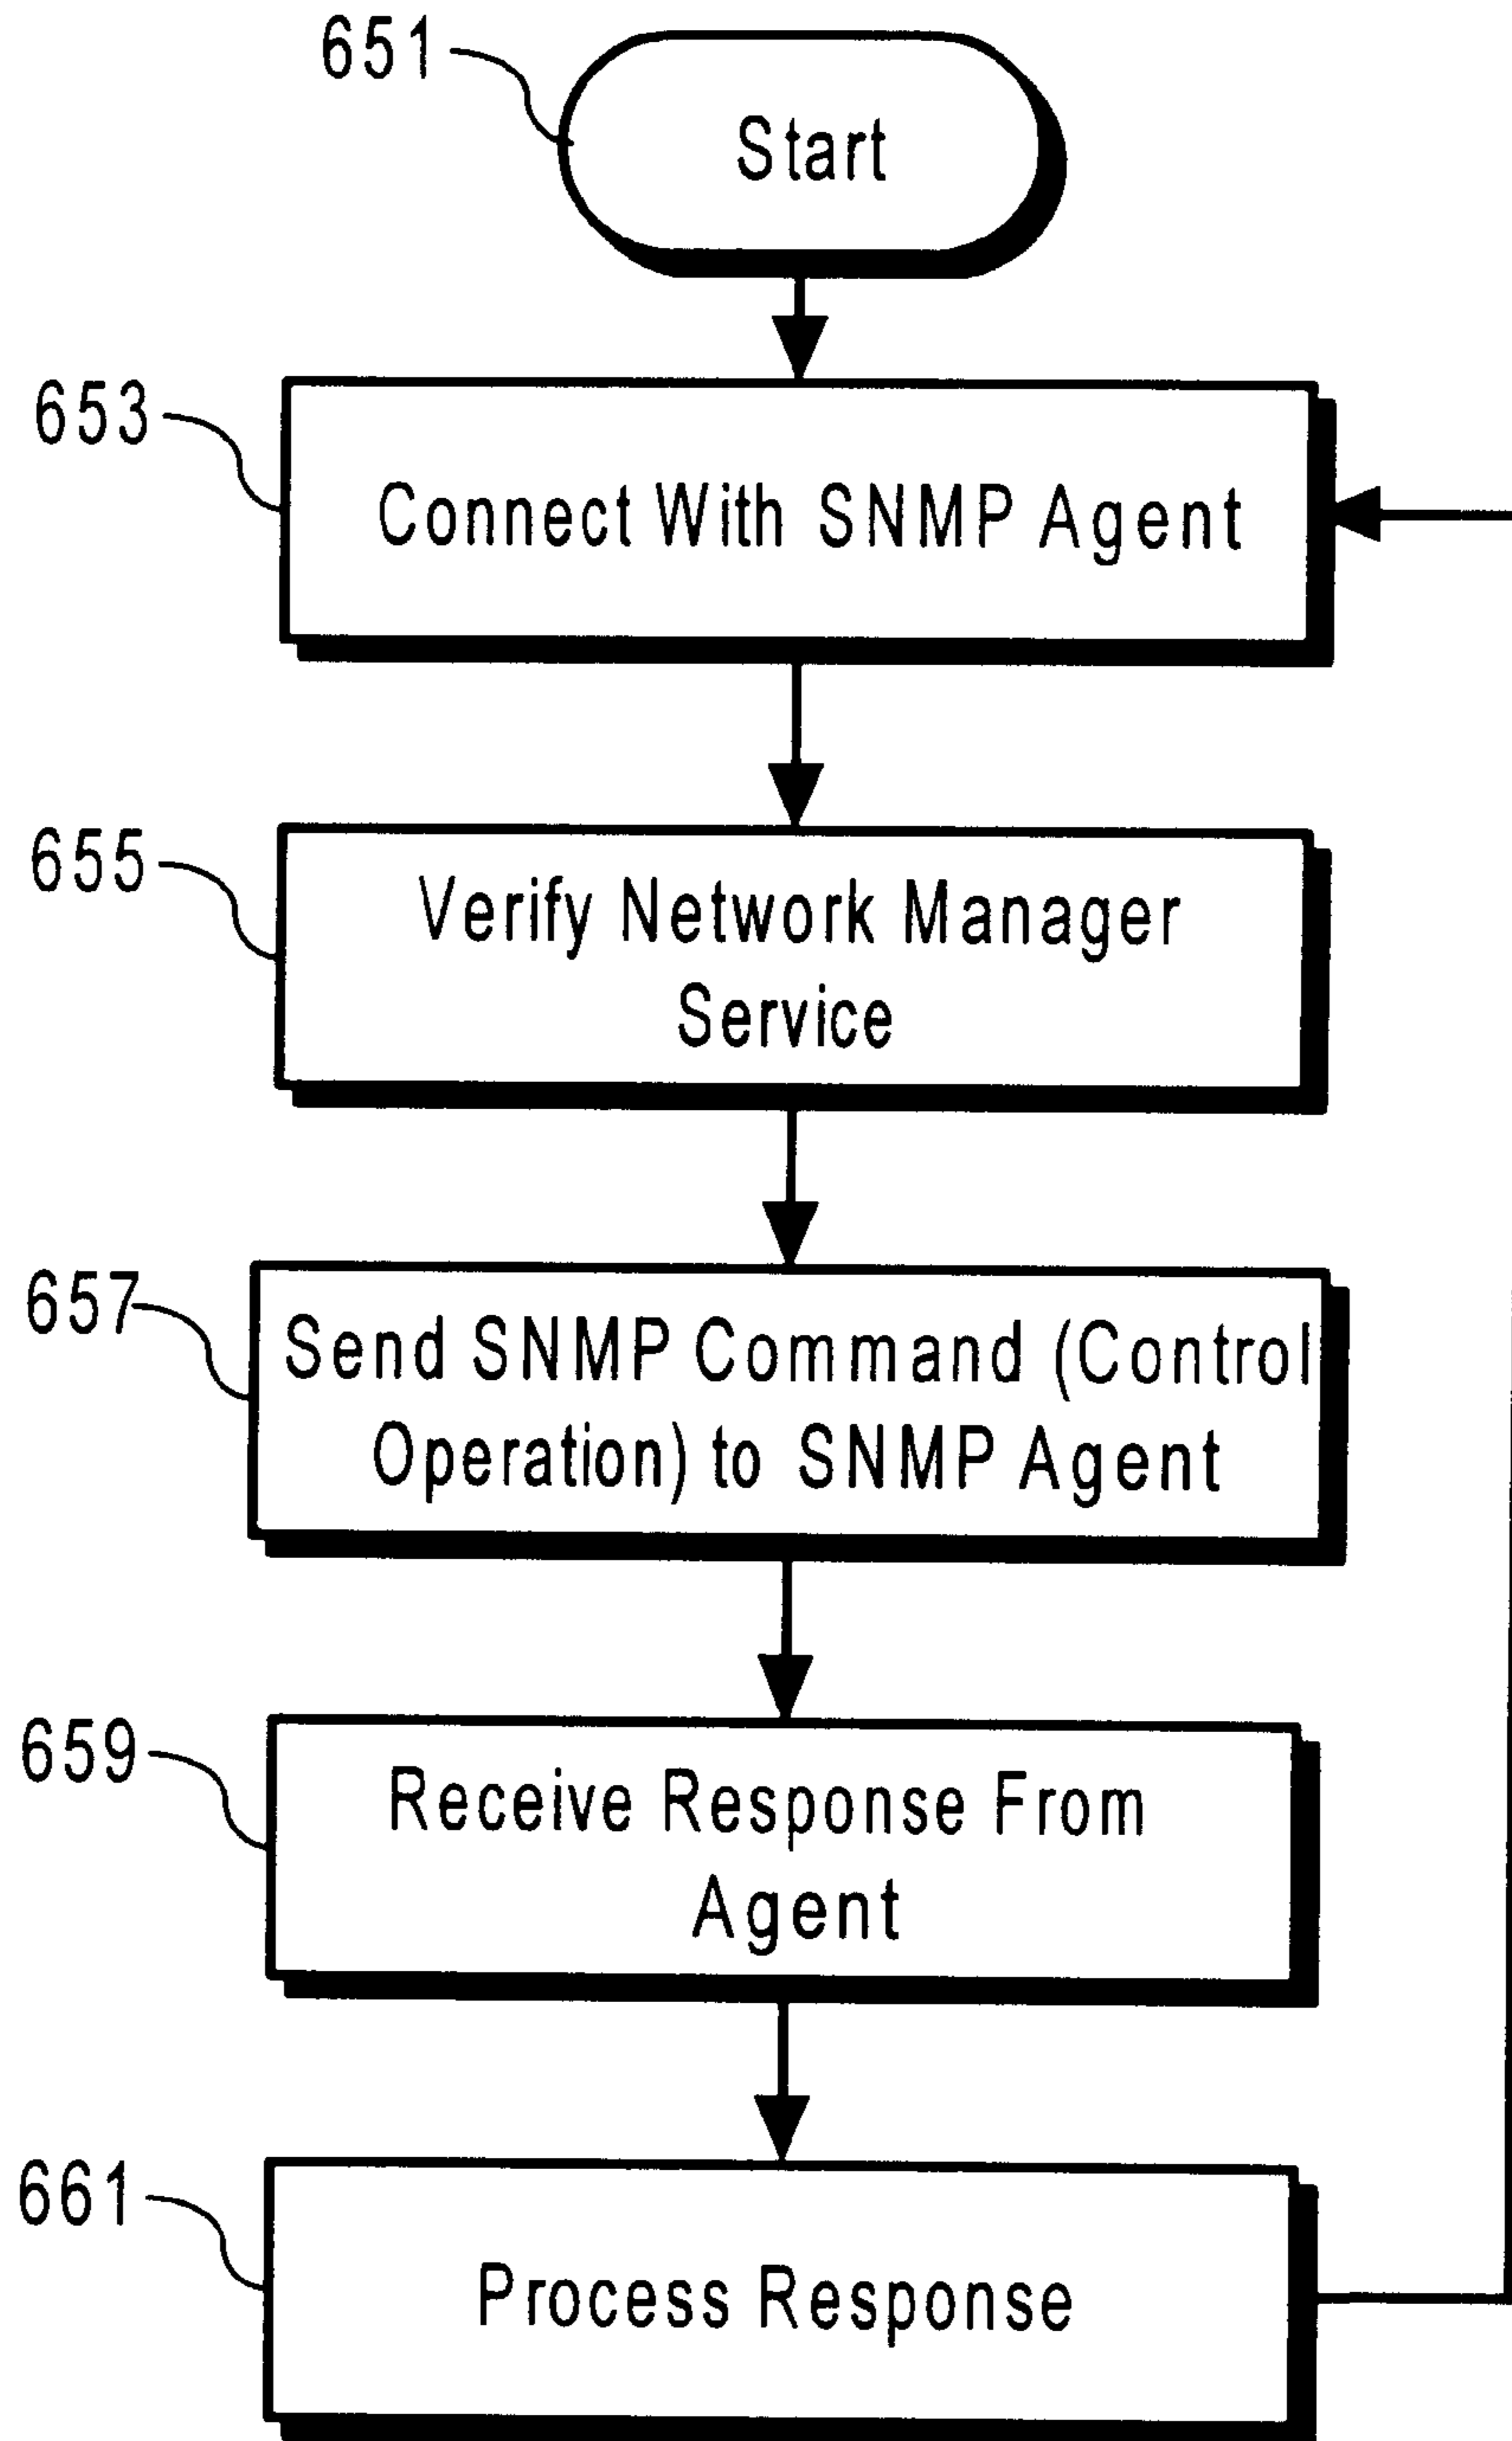 651
Start
653
Connect With SNMP Agent
655
Verify Network Manager
Service
657
Send SNMP Command (Control
Operation) to SNMP Agent
659
Receive Response From
Agent
661
Process Response